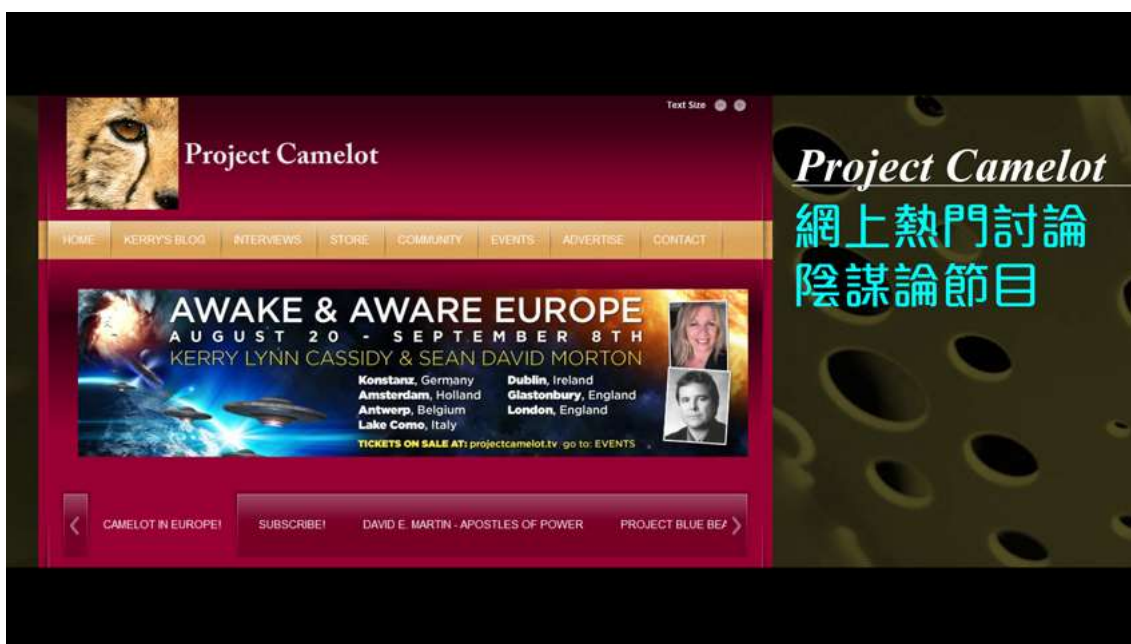 Text Size
Project Camelot
HOME KERRY'S BLOG INTERVIEWS STORE COMMUNITY EVENTS ADVERTISE CONTACT
AWAKE & AWARE EUROPE
AUGUST 20 - SEPTEMBER 8TH
KERRY LYNN CASSIDY & SEAN DAVID MORTON
Konstanz, Germany Dublin, Ireland
Amsterdam, Holland Glastonbury, England
Antwerp, Belgium London, England
Lake Como, Italy
TICKETS ON SALE AT: projectcamelot.tv go to: EVENTS
CAMELOT IN EUROPE! SUBSCRIBE! DAVID E. MARTIN - APOSTLES OF POWER PROJECT BLUE BEA
Project Camelot
網上熱門討論
陰謀論節目